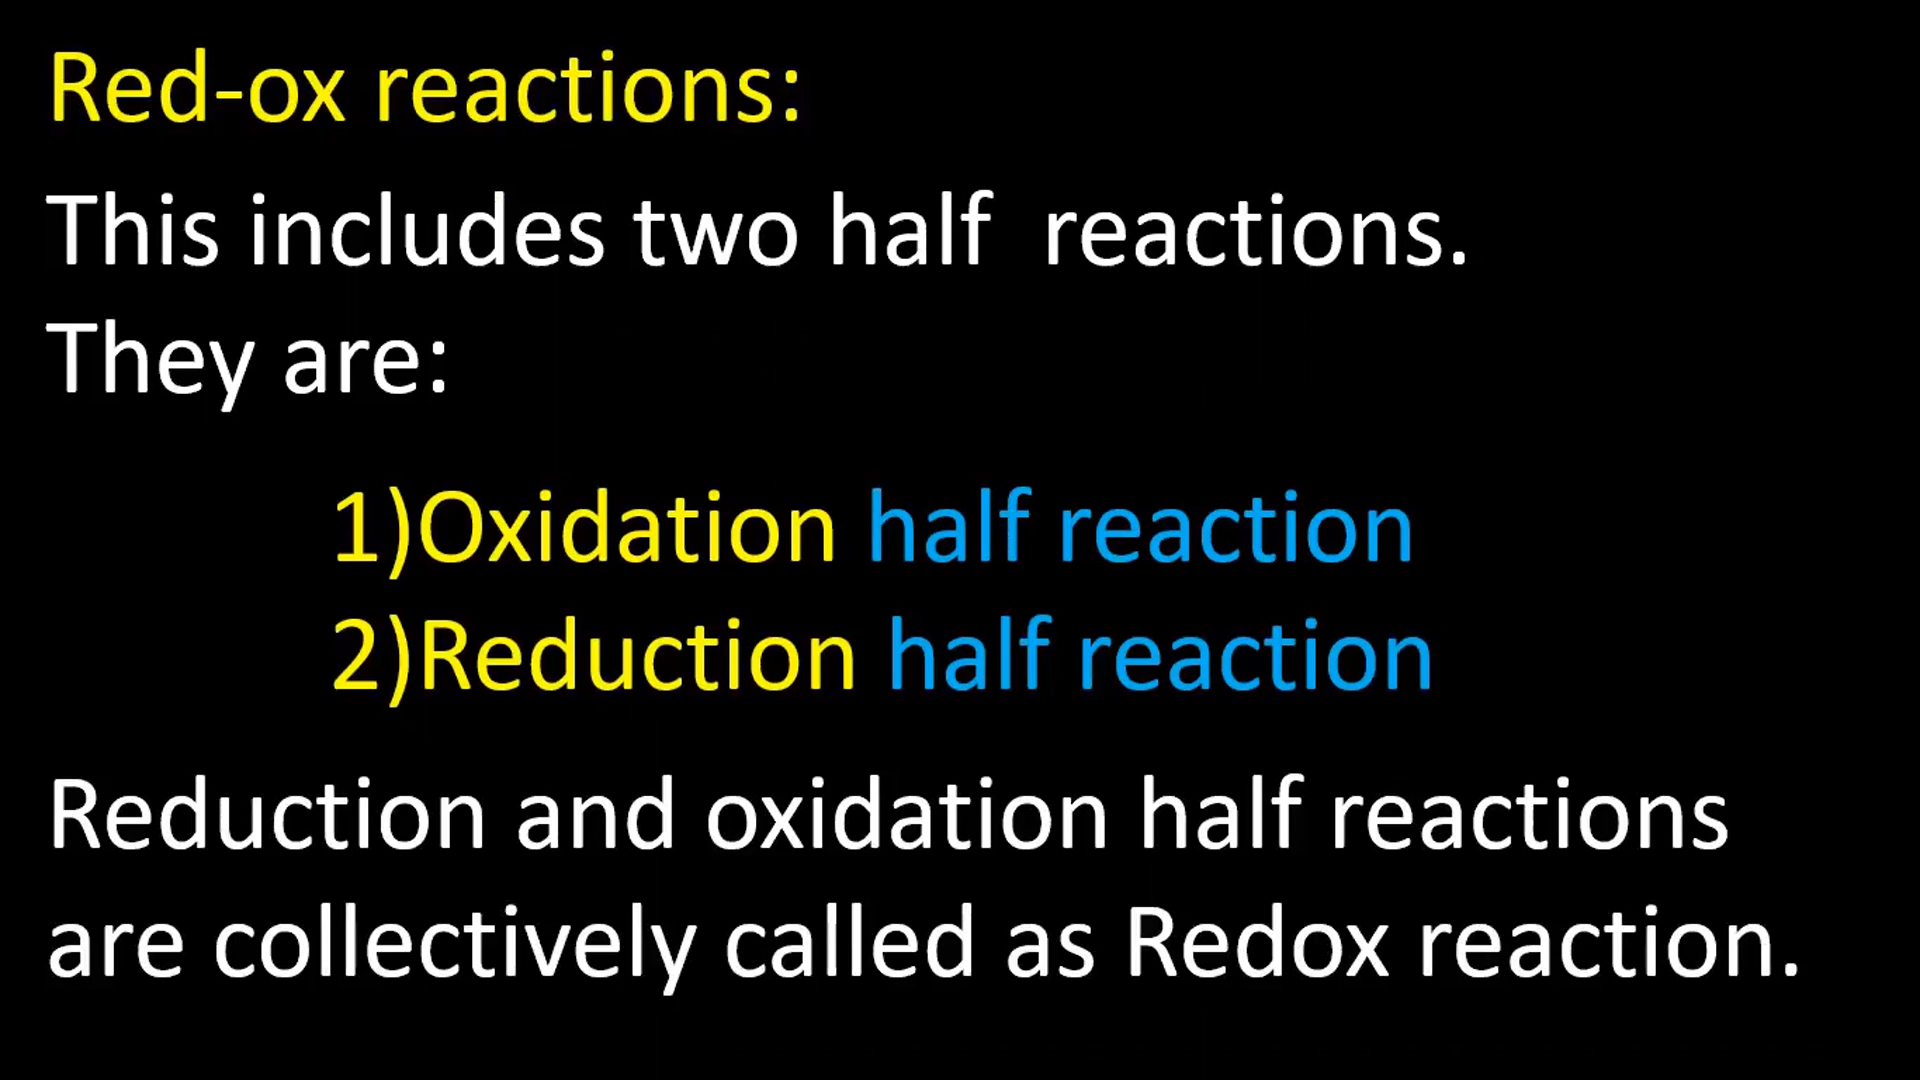 Red-ox reactions:
This includes two half  reactions.
They are:
1)Oxidation half reaction
2)Reduction half reaction
Reduction and oxidation half reactions
are collectively called as Redox reaction.